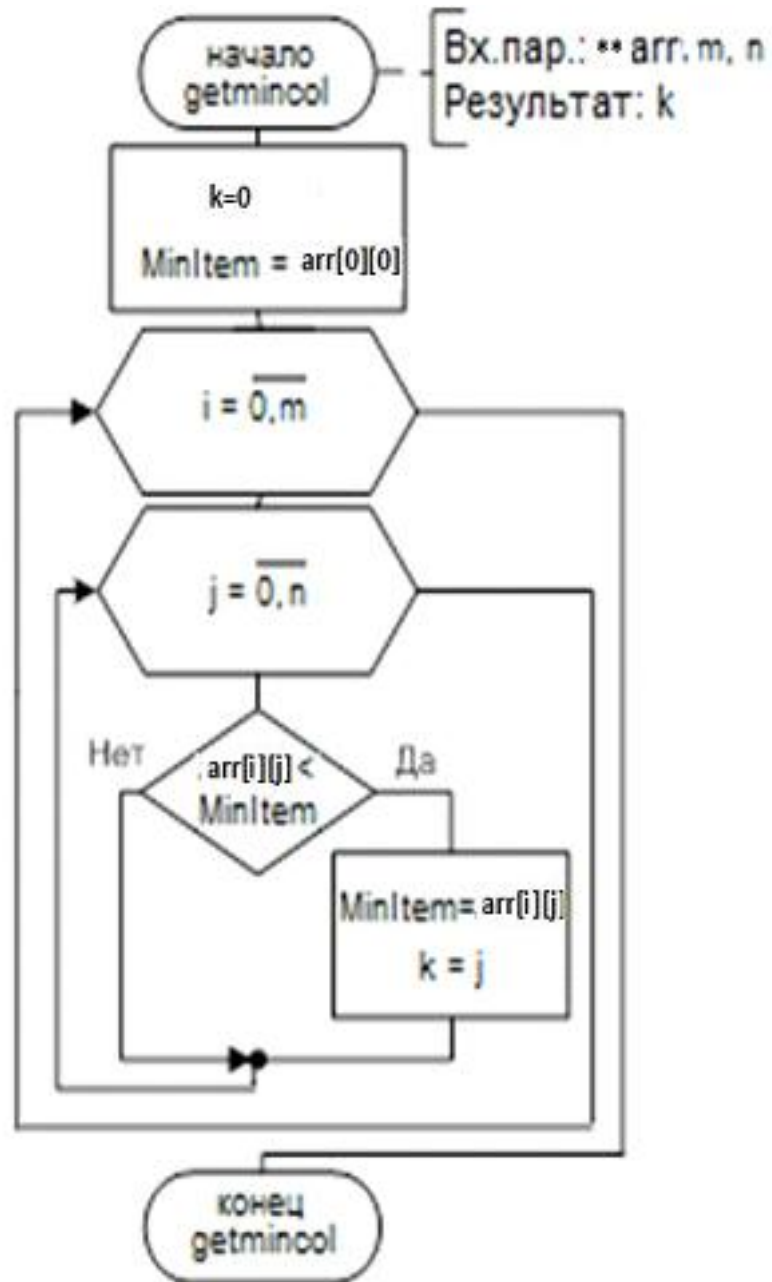 начало
getmincol
Вх.пар.: ** arr. m, n
Результат: k
k=0
MinItem = arr[0][0]
i = 0,m
j = 0,n
Нет
arr[i][j] <
MinItem
Да
MinItem= arr[i][j]
k = j
конец
getmincol